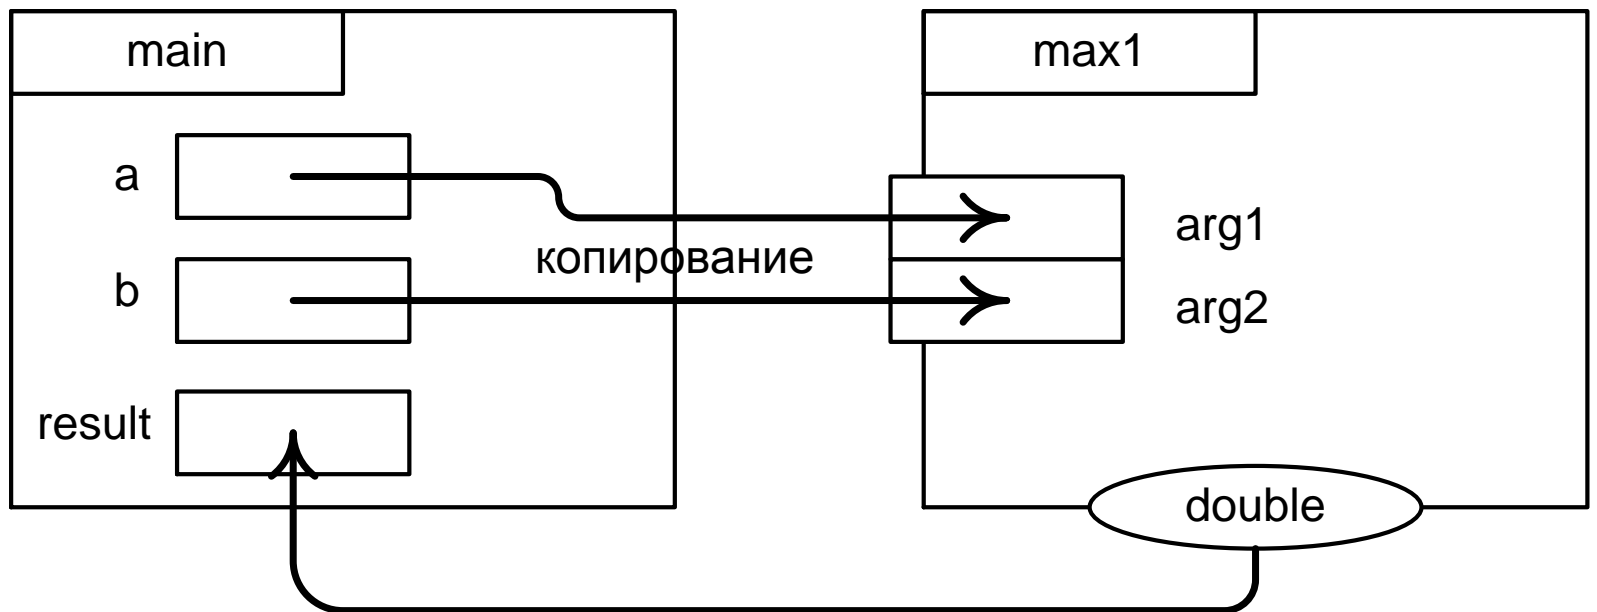 main
max1
a
arg1
копирование
b
arg2
result
double